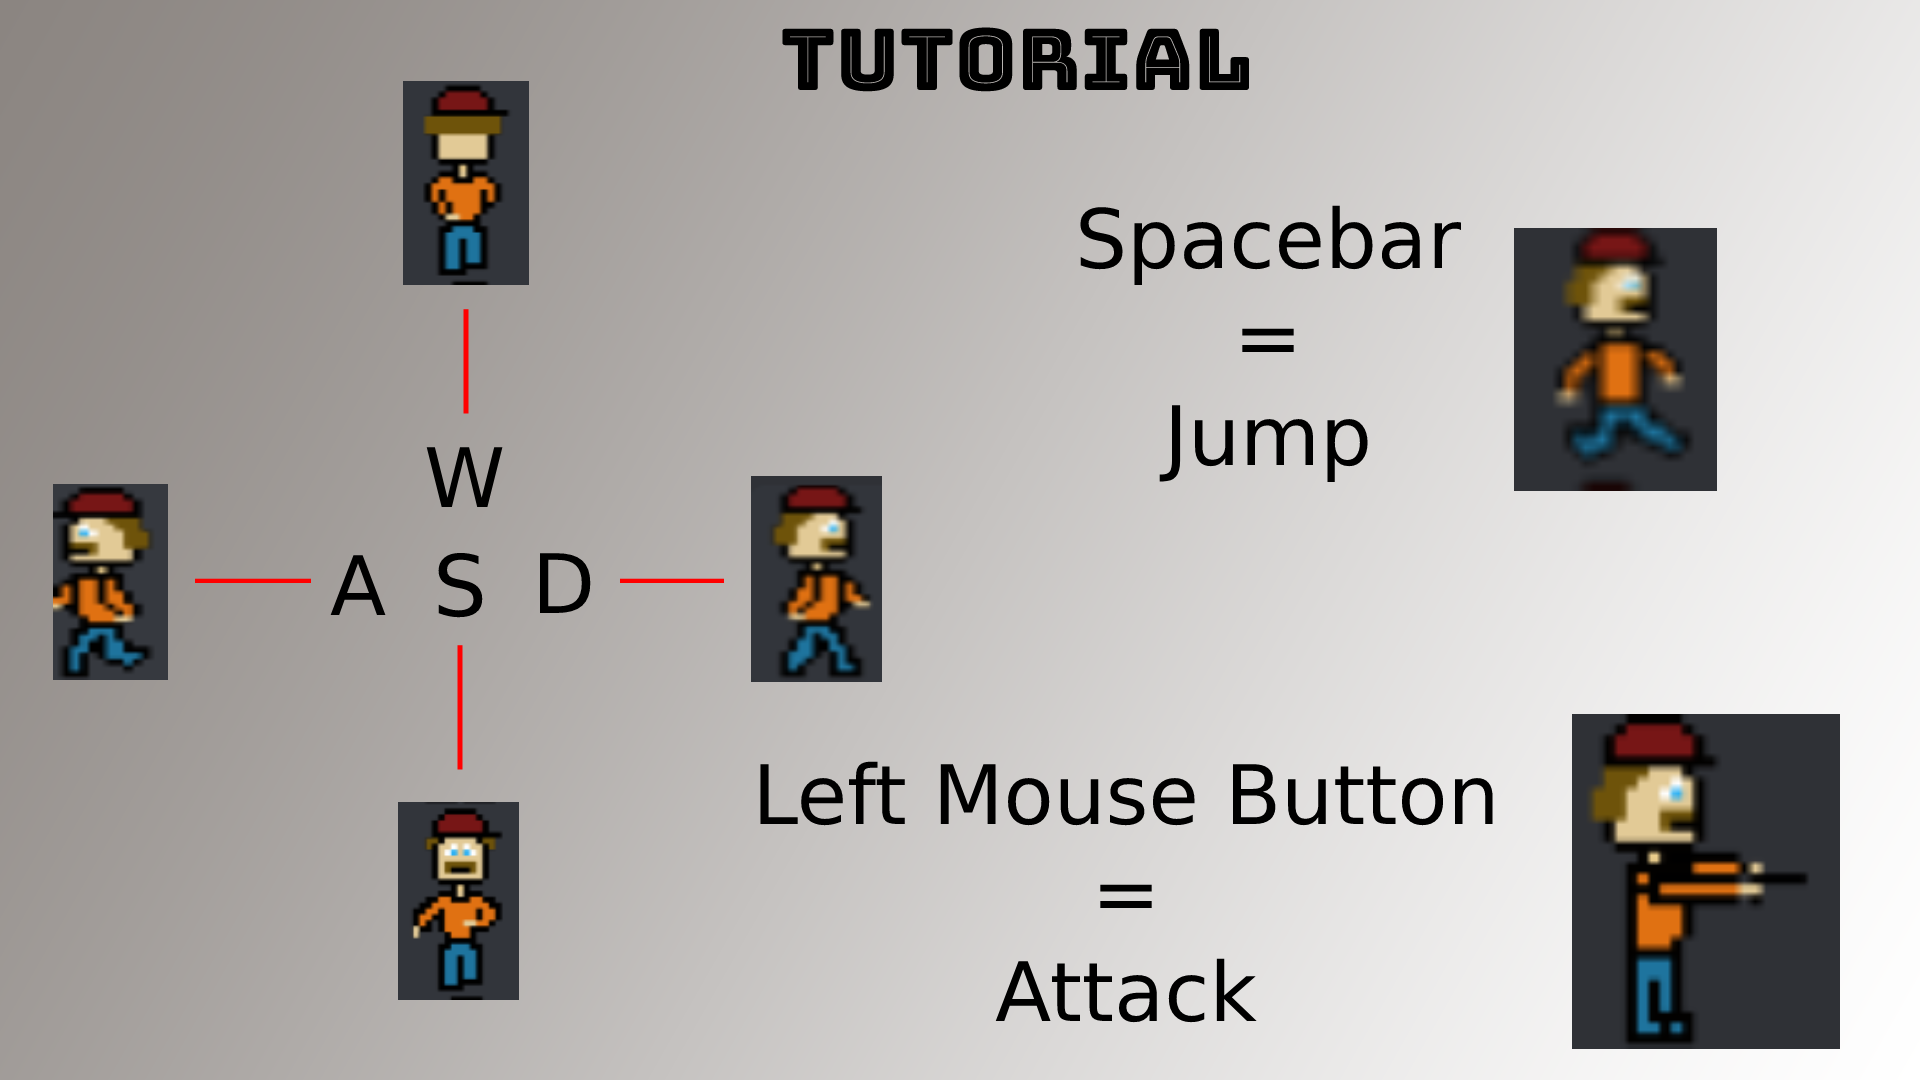 TUTORIAL
W
A S D
Spacebar
=
Jump
Left Mouse Button
=
Attack